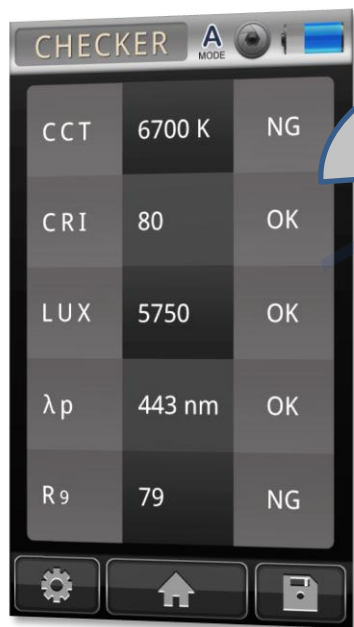 CHECKER A MODE
CCT 6700 K NG
CRI 80 OK
LUX 5750 OK
λp 443 nm OK
R9 79 NG